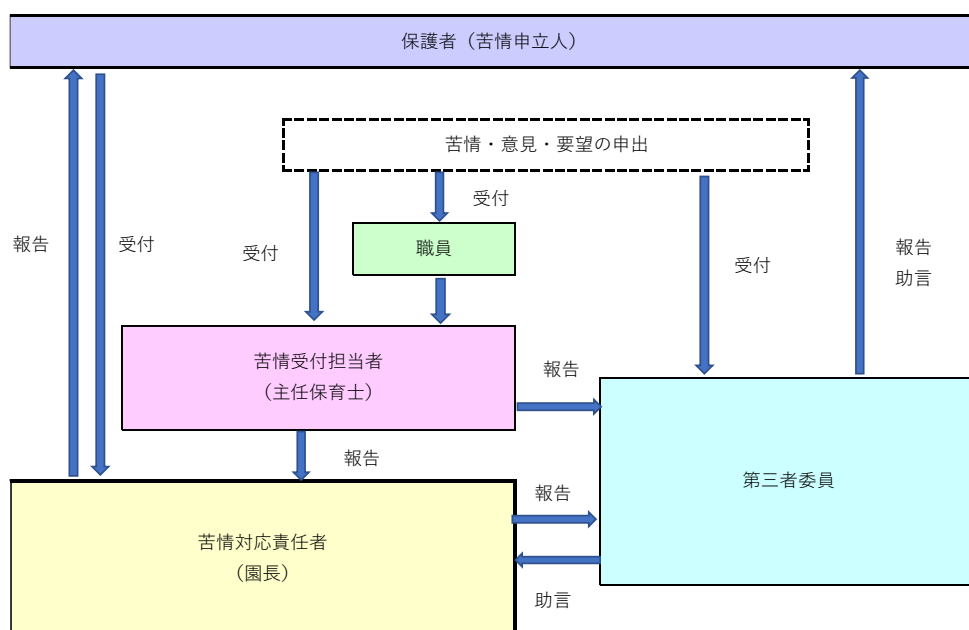 保護者（苦情申立人）
苦情・意見・要望の申出
受付
職員
報告
受付
受付
受付
報告
助言
苦情受付担当者
（主任保育士）
報告
報告
第三者委員
報告
苦情対応責任者
（園長）
助言